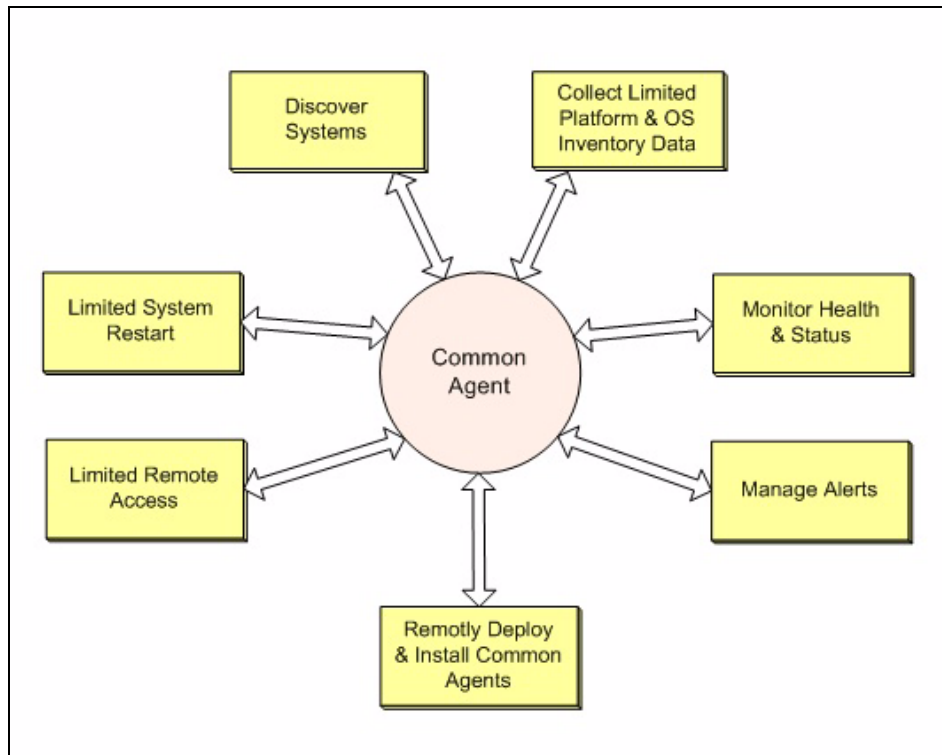 Discover
Systems
Collect Limited
Platform & OS
Inventory Data
Limited System
Restart
Monitor Health
& Status
Common
Agent
Limited Remote
Access
Manage Alerts
Remotly Deploy
& Install Common
Agents